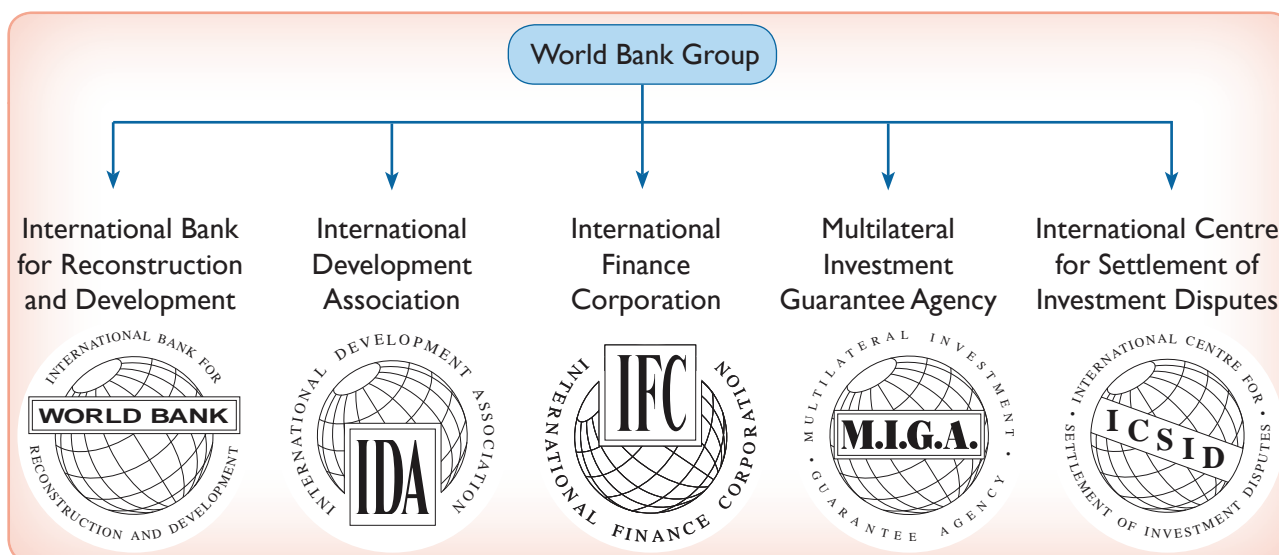 World Bank Group
International Bank
for Reconstruction
and Development
International
Development
Association
International
Finance
Corporation
Multilateral
Investment
Guarantee Agency
International Centre
for Settlement of
Investment Disputes
INTERNATIONAL BANK FOR
WORLD BANK
RECONSTRUCTION AND DEVELOPMENT
INTERNATIONAL DEVELOPMENT ASSOCIATION
IDA
IFC
INTERNATIONAL FINANCE CORPORATION
MULTILATERAL INVESTMENT
M.I.G.A.
• GUARANTEE AGENCY •
INTERNATIONAL CENTRE FOR
ICSID
• SETTLEMENT OF INVESTMENT DISPUTES •